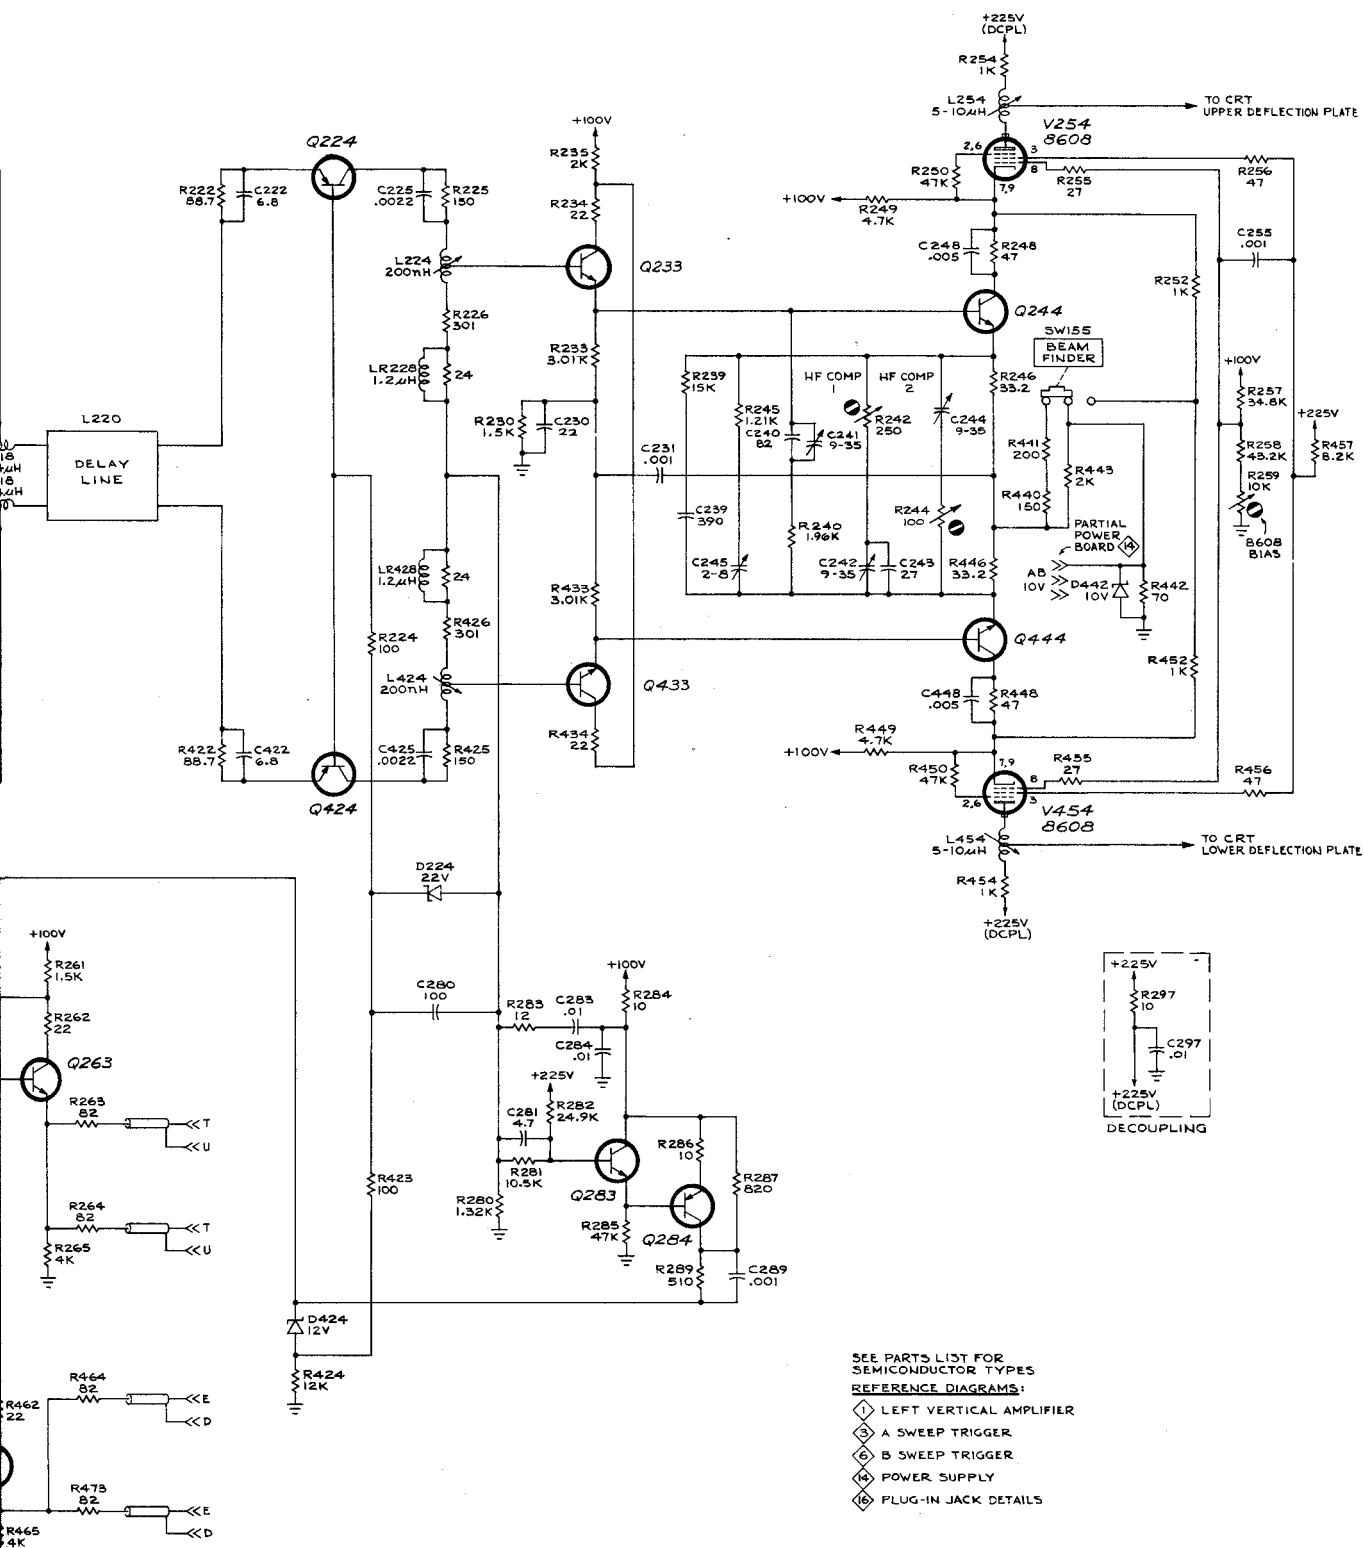 +225V
(DCPL)
R254
1K
L254
5-10µH
TO CRT
UPPER DEFLECTION PLATE
V254
8608
2,6
3
8
7,9
R250
47K
R255
27
R256
47
+100V
R249
4.7K
C248
.005
R248
47
C255
.001
R252
1K
Q244
SW155
BEAM
FINDER
+100V
R235
2K
R234
22
Q233
R233
3.01K
R230
1.5K
C230
22
C231
.001
Q224
R222
88.7
C222
6.8
C225
.0022
R225
150
L224
200nH
R226
301
LR228
1.2µH
24
L220
DELAY
LINE
18
µH
18
µH
R239
15K
R245
1.21K
C240
82
C241
9-35
HF COMP
1
R242
250
HF COMP
2
C244
9-35
R246
33.2
R441
200
R440
150
R443
2K
+100V
R257
34.8K
R258
43.2K
R259
10K
8608
BIAS
+225V
R457
8.2K
C239
390
C245
2-8
R240
1.96K
C242
9-35
C243
27
R244
100
R446
33.2
PARTIAL
POWER
BOARD 14
AB
10V
D442
10V
R442
70
LR428
1.2µH
24
R426
301
R224
100
L424
200nH
C425
.0022
R425
150
R422
88.7
C422
6.8
Q424
R433
3.01K
Q433
R434
22
Q444
C448
.005
R448
47
R452
1K
+100V
R449
4.7K
R450
47K
7,9
8
3
2,6
R455
27
R456
47
V454
8608
L454
5-10µH
TO CRT
LOWER DEFLECTION PLATE
R454
1K
+225V
(DCPL)
D224
22V
+100V
R261
1.5K
R262
22
Q263
R263
82
T
U
R264
82
T
U
R265
4K
C280
100
R283
12
C283
.01
C284
.01
+100V
R284
10
+225V
R282
24.9K
C281
4.7
R281
10.5K
R280
1.32K
Q283
R285
47K
R286
10
Q284
R287
820
R289
510
C289
.001
R423
100
D424
12V
R424
12K
+225V
R297
10
C297
.01
+225V
(DCPL)
DECOUPLING
R464
82
E
D
R462
22
R473
82
E
D
R465
4K
SEE PARTS LIST FOR
SEMICONDUCTOR TYPES
REFERENCE DIAGRAMS:
1 LEFT VERTICAL AMPLIFIER
3 A SWEEP TRIGGER
6 B SWEEP TRIGGER
14 POWER SUPPLY
16 PLUG-IN JACK DETAILS